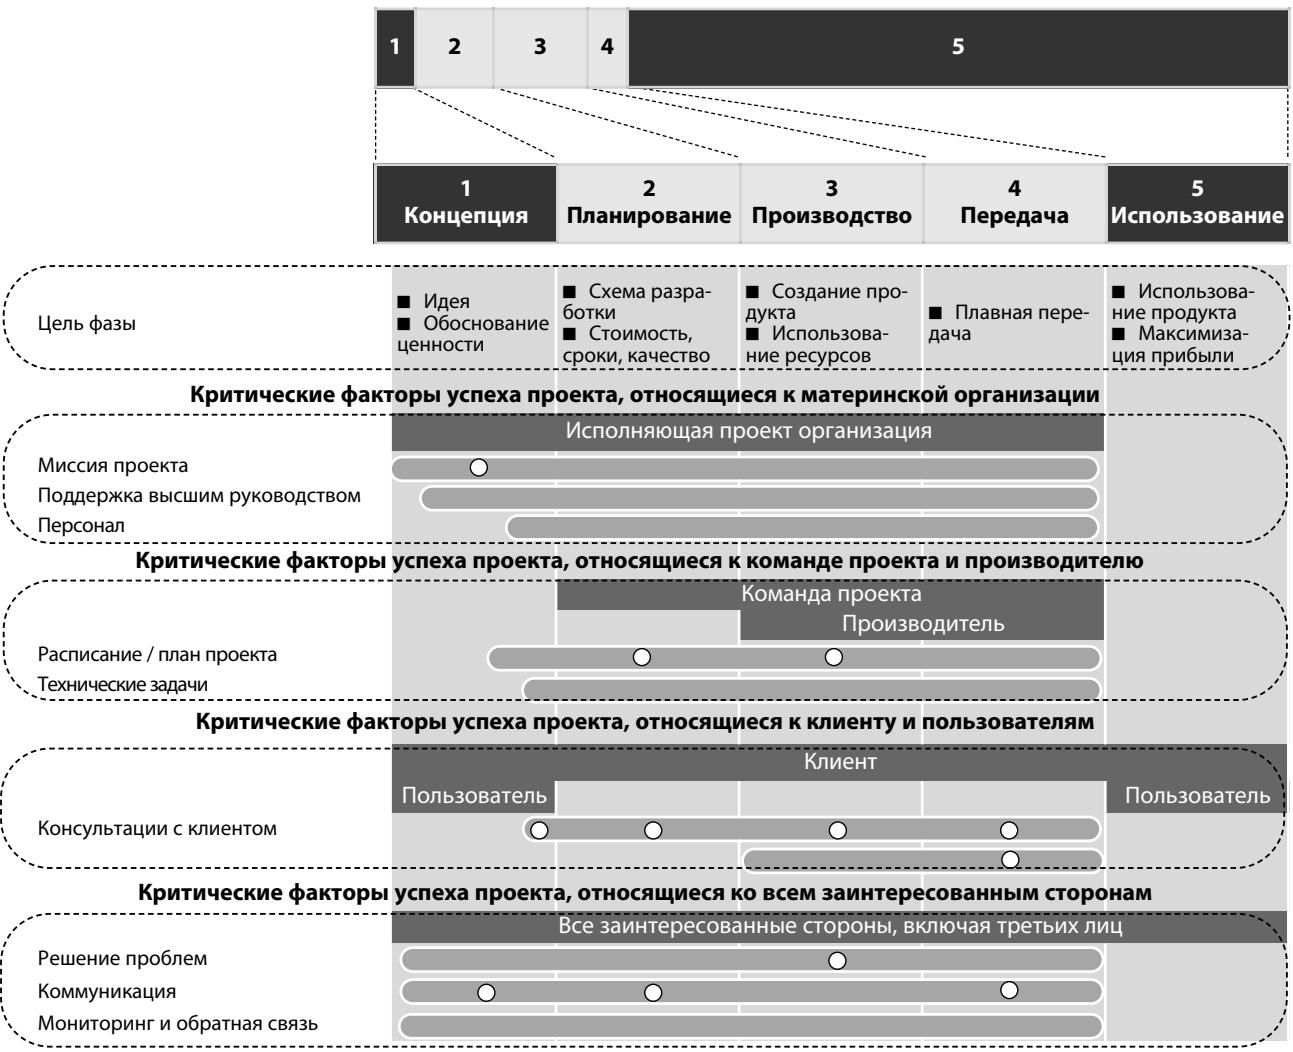 1 2 3 4 5
1 2 3 4 5
Концепция Планирование Производство Передача Использование
Цель фазы
■ Идея
■ Обоснование
ценности
■ Схема разра-
ботки
■ Стоимость,
сроки, качество
■ Создание про-
дукта
■ Использова-
ние ресурсов
■ Плавная пере-
дача
■ Использова-
ние продукта
■ Максимиза-
ция прибыли
Критические факторы успеха проекта, относящиеся к материнской организации
Исполняющая проект организация
Миссия проекта
Поддержка высшим руководством
Персонал
Критические факторы успеха проекта, относящиеся к команде проекта и производителю
Команда проекта
Производитель
Расписание / план проекта
Технические задачи
Критические факторы успеха проекта, относящиеся к клиенту и пользователям
Клиент
Пользователь Пользователь
Консультации с клиентом
Критические факторы успеха проекта, относящиеся ко всем заинтересованным сторонам
Все заинтересованные стороны, включая третьих лиц
Решение проблем
Коммуникация
Мониторинг и обратная связь